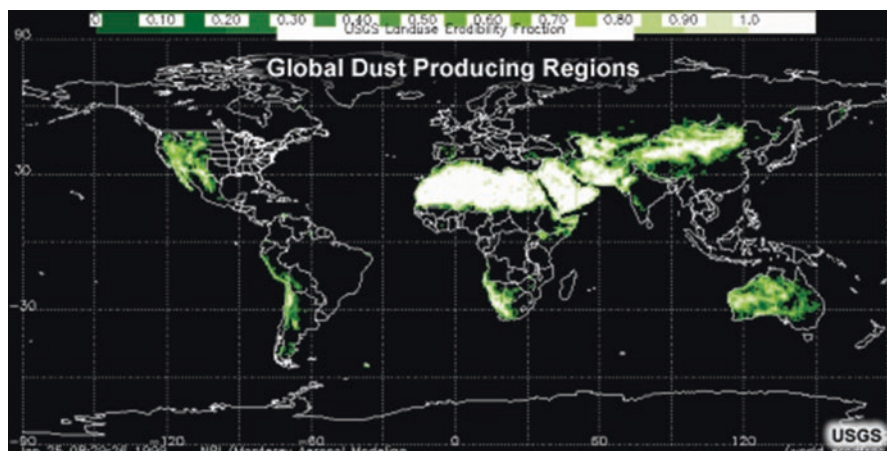 0 0.10 0.20 0.30 0.40 0.50 0.60 0.70 0.80 0.90 1.0
USGS Landuse Erodibility Fraction
90
Global Dust Producing Regions
30
-30
-90 -120 -60 0 60 120
USGS
25 1999 NRL/Monterey Aerosol Modeling